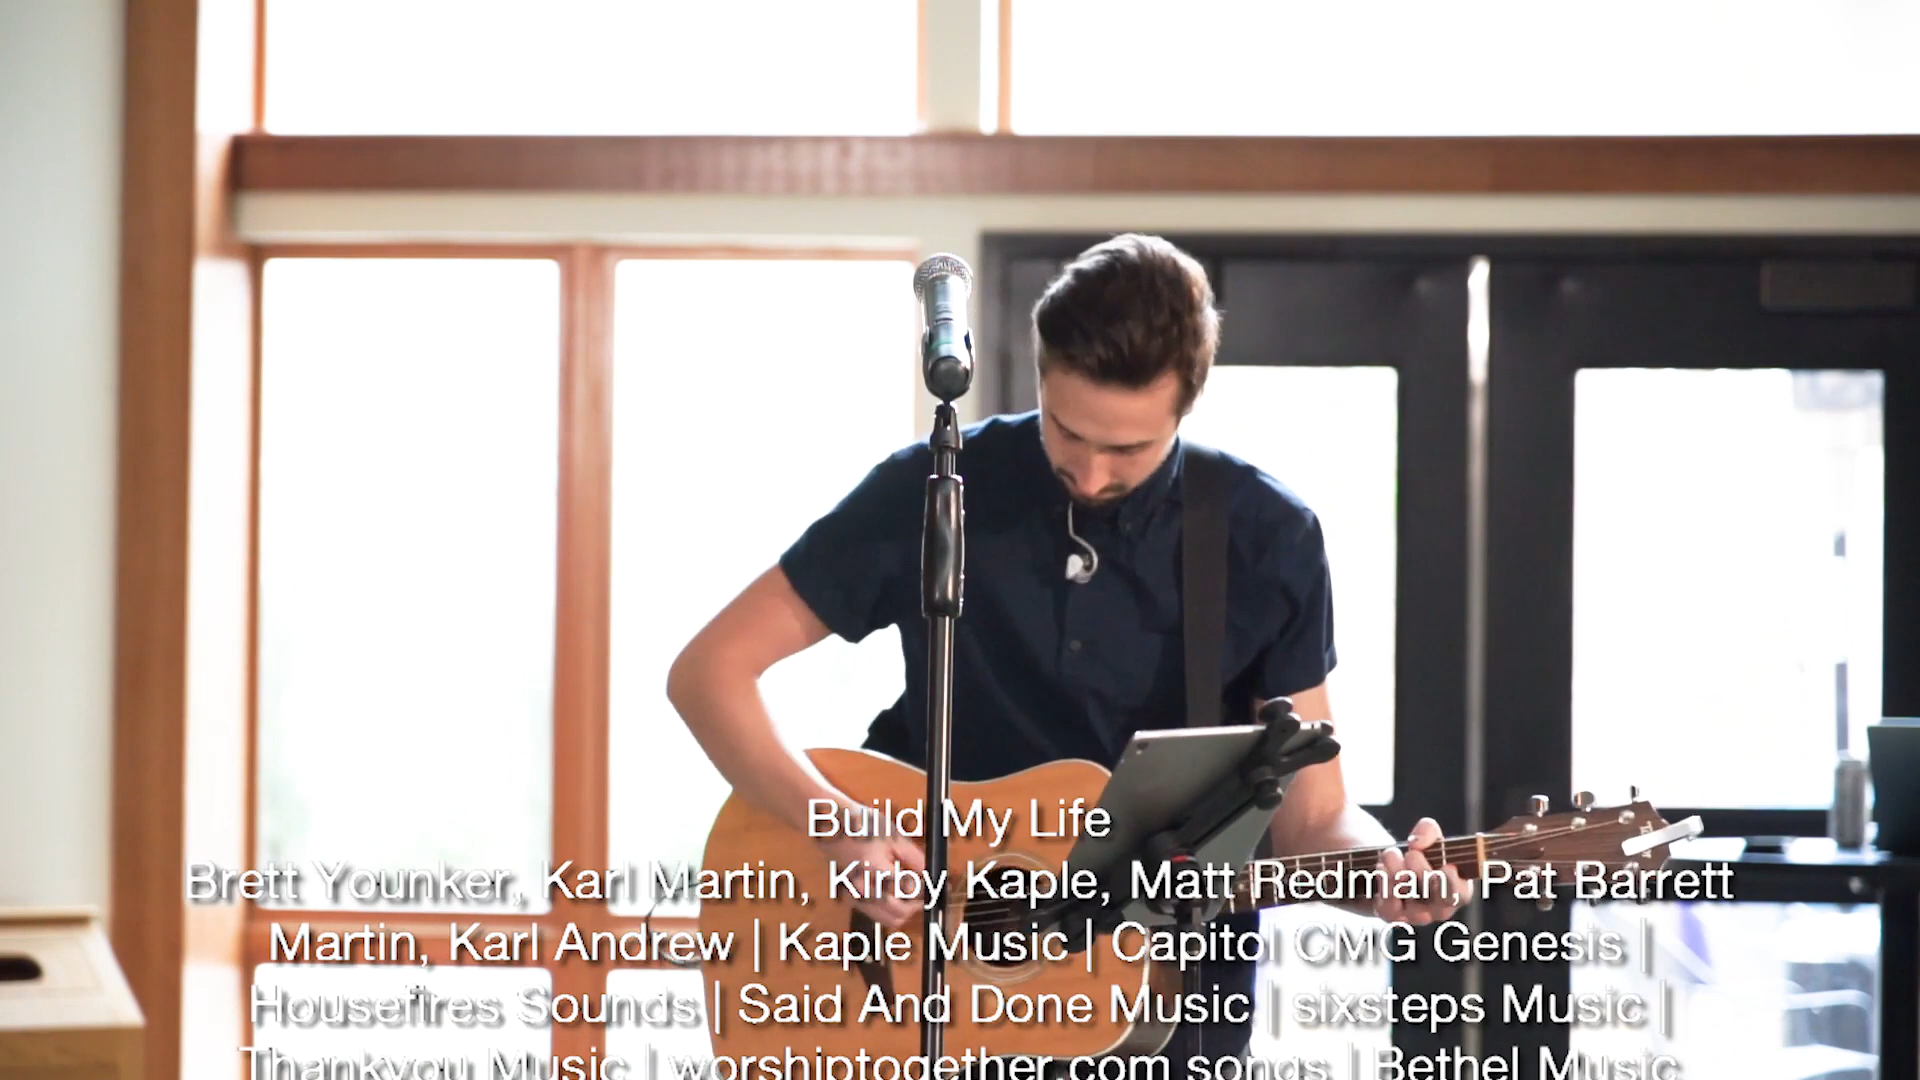 Build My Life
Brett Younker, Karl Martin, Kirby Kaple, Matt Redman, Pat Barrett
Martin, Karl Andrew | Kaple Music | Capitol CMG Genesis |
Housefires Sounds | Said And Done Music | sixsteps Music |
Thankyou Music | worshiptogether.com songs | Bethel Music